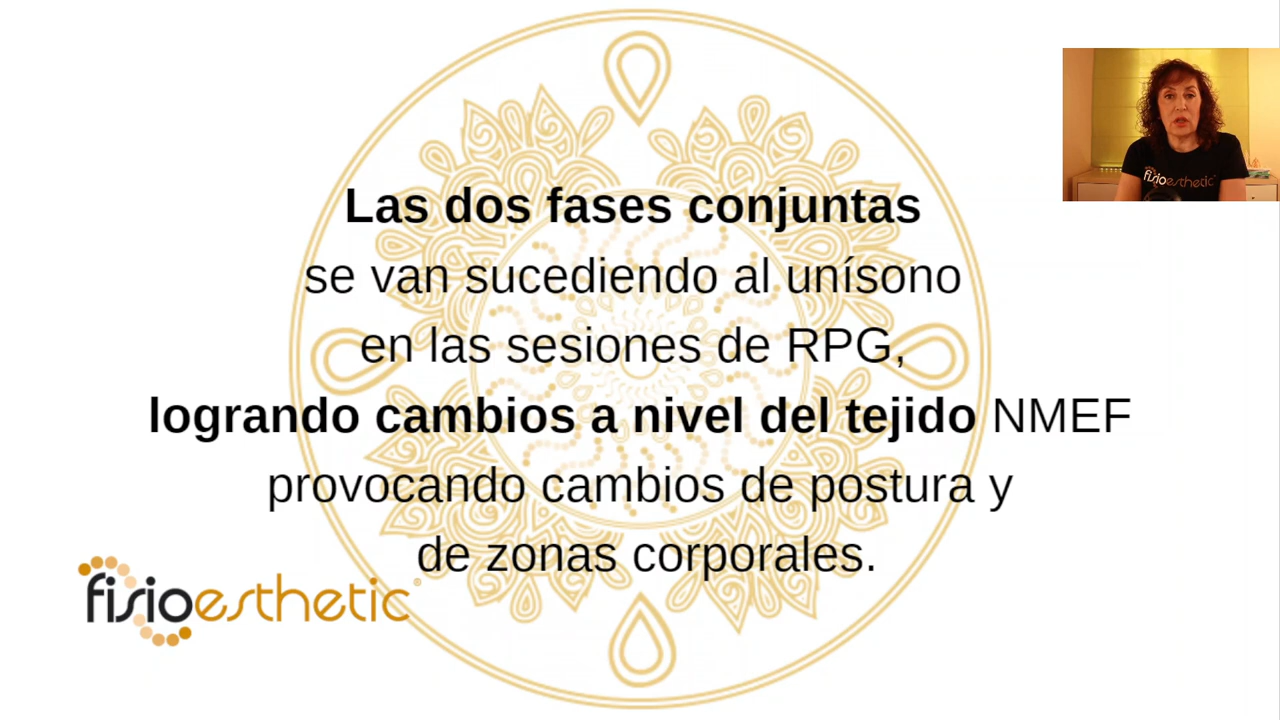 Las dos fases conjuntas
se van sucediendo al unísono
en las sesiones de RPG,
logrando cambios a nivel del tejido NMEF
provocando cambios de postura y
de zonas corporales.
fisioesthetic®
fisioesthetic